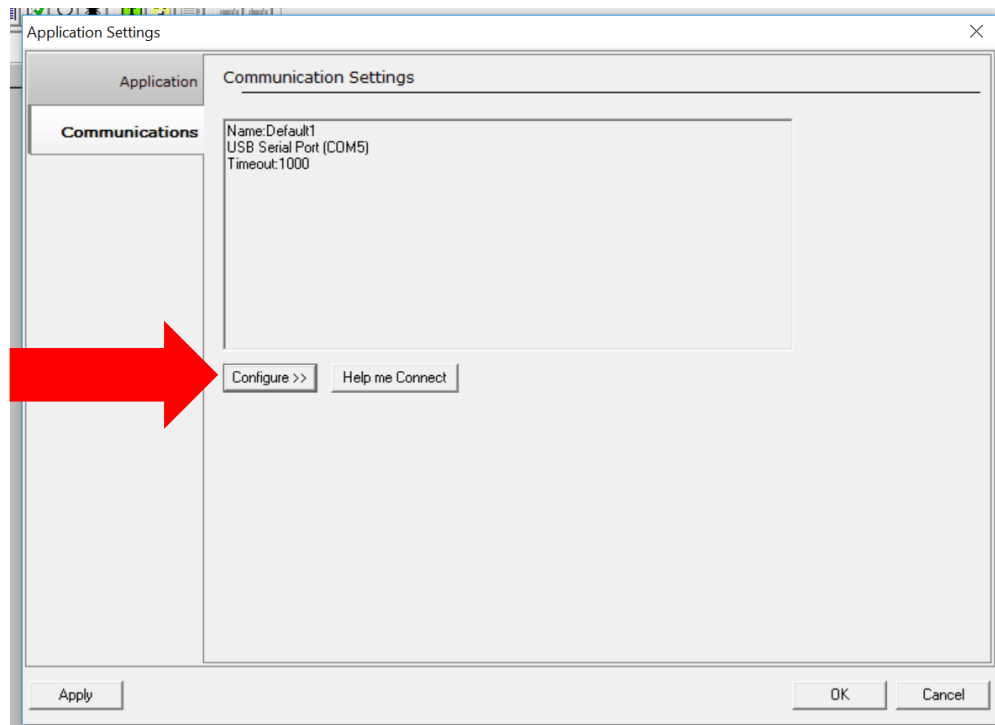 Application Settings
Application
Communications
Communication Settings
Name:Default1
USB Serial Port (COM5)
Timeout:1000
Configure >>
Help me Connect
Apply
OK
Cancel